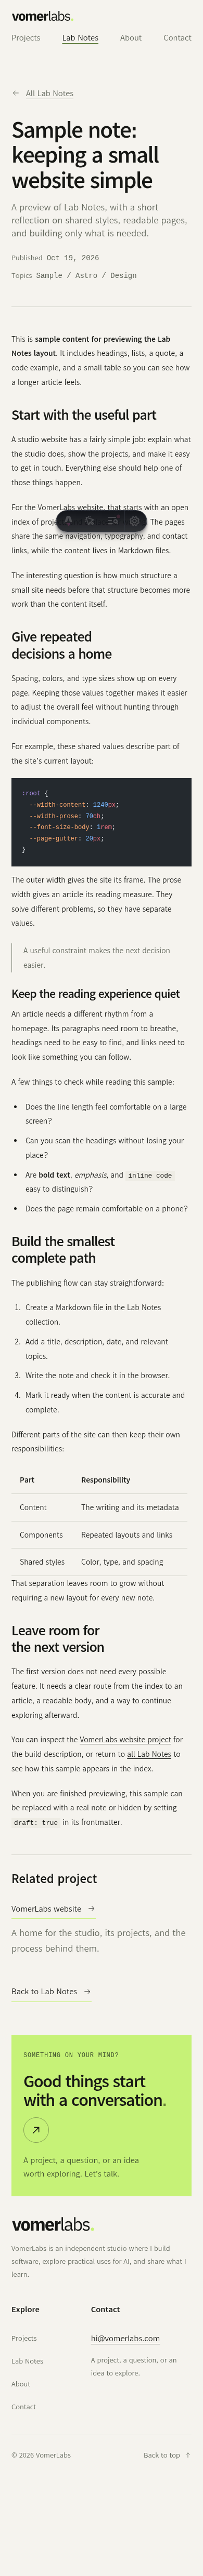 vomerlabs.
Projects Lab Notes About Contact
← All Lab Notes
Sample note:
keeping a small
website simple
A preview of Lab Notes, with a short
reflection on shared styles, readable pages,
and building only what is needed.
Published Oct 19, 2026
Topics Sample / Astro / Design
This is sample content for previewing the Lab
Notes layout. It includes headings, lists, a quote, a
code example, and a small table so you can see how
a longer article feels.
Start with the useful part
A studio website has a fairly simple job: explain what
the studio does, show the projects, and make it easy
to get in touch. Everything else should help one of
those things happen.
For the VomerLabs website, that starts with an open
index of proje
The pages
share the same navigation, typography, and contact
links, while the content lives in Markdown files.
The interesting question is how much structure a
small site needs before that structure becomes more
work than the content itself.
Give repeated
decisions a home
Spacing, colors, and type sizes show up on every
page. Keeping those values together makes it easier
to adjust the overall feel without hunting through
individual components.
For example, these shared values describe part of
the site's current layout:
:root {
--width-content: 1240px;
--width-prose: 70ch;
--font-size-body: 1rem;
--page-gutter: 20px;
}
The outer width gives the site its frame. The prose
width gives an article its reading measure. They
solve different problems, so they have separate
values.
A useful constraint makes the next decision
easier.
Keep the reading experience quiet
An article needs a different rhythm from a
homepage. Its paragraphs need room to breathe,
headings need to be easy to find, and links need to
look like something you can follow.
A few things to check while reading this sample:
• Does the line length feel comfortable on a large
screen?
• Can you scan the headings without losing your
place?
• Are bold text, emphasis, and inline code
easy to distinguish?
• Does the page remain comfortable on a phone?
Build the smallest
complete path
The publishing flow can stay straightforward:
1. Create a Markdown file in the Lab Notes
collection.
2. Add a title, description, date, and relevant
topics.
3. Write the note and check it in the browser.
4. Mark it ready when the content is accurate and
complete.
Different parts of the site can then keep their own
responsibilities:
Part Responsibility
Content The writing and its metadata
Components Repeated layouts and links
Shared styles Color, type, and spacing
That separation leaves room to grow without
requiring a new layout for every new note.
Leave room for
the next version
The first version does not need every possible
feature. It needs a clear route from the index to an
article, a readable body, and a way to continue
exploring afterward.
You can inspect the VomerLabs website project for
the build description, or return to all Lab Notes to
see how this sample appears in the index.
When you are finished previewing, this sample can
be replaced with a real note or hidden by setting
draft: true in its frontmatter.
Related project
VomerLabs website →
A home for the studio, its projects, and the
process behind them.
Back to Lab Notes →
SOMETHING ON YOUR MIND?
Good things start
with a conversation.
A project, a question, or an idea
worth exploring. Let's talk.
vomerlabs.
VomerLabs is an independent studio where I build
software, explore practical uses for AI, and share what I
learn.
Explore Contact
Projects hi@vomerlabs.com
Lab Notes A project, a question, or an
idea to explore.
About
Contact
© 2026 VomerLabs Back to top ↑